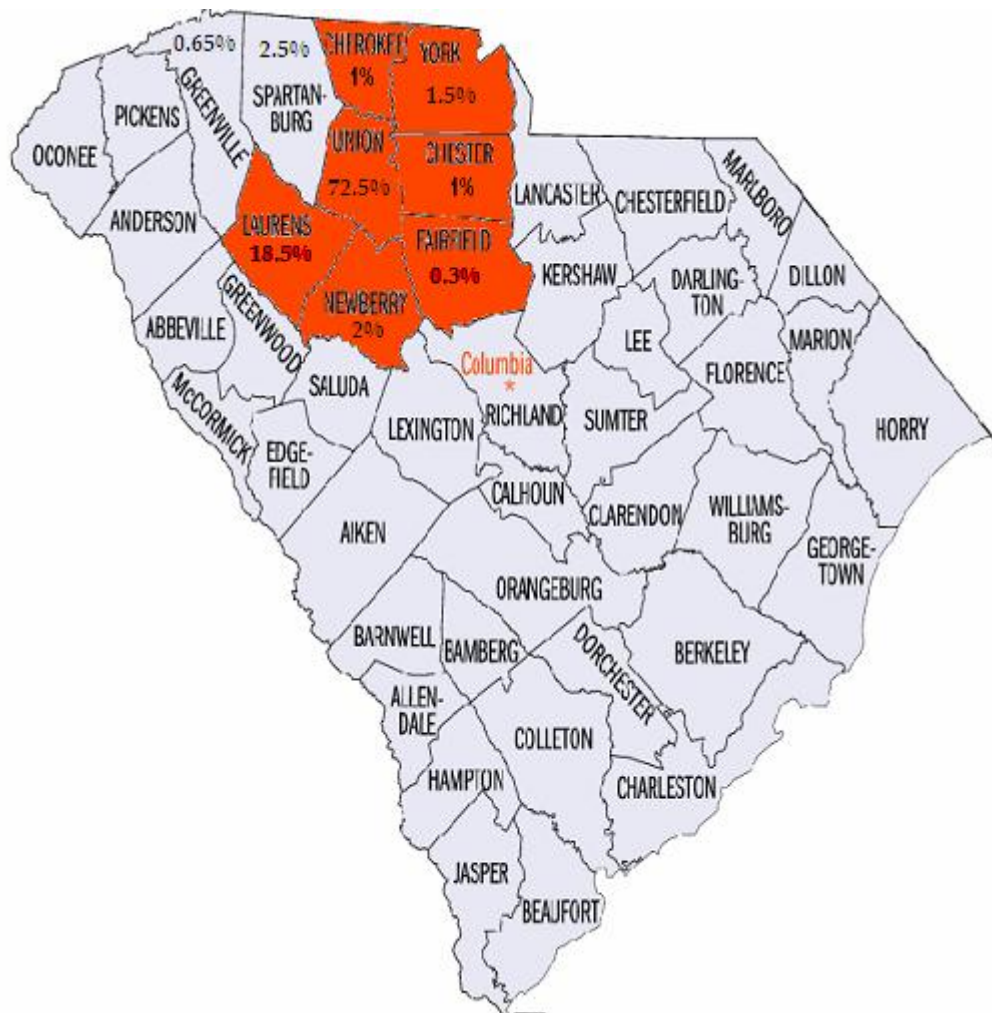 0.65%
2.5%
CHEROKEE
1%
YORK
1.5%
GREENVILLE
SPARTAN-
BURG
PICKENS
OCONEE
UNION
72.5%
CHESTER
1%
LANCASTER
CHESTERFIELD
MARLBORO
ANDERSON
LAURENS
18.5%
FAIRFIELD
0.3%
KERSHAW
DARLING-
TON
DILLON
NEWBERRY
2%
GREENWOOD
ABBEVILLE
LEE
MARION
Columbia
*
FLORENCE
SALUDA
McCORMICK
RICHLAND
SUMTER
LEXINGTON
HORRY
EDGE-
FIELD
CALHOUN
CLARENDON
WILLIAMS-
BURG
AIKEN
GEORGE-
TOWN
ORANGEBURG
BARNWELL
BAMBERG
DORCHESTER
BERKELEY
ALLEN-
DALE
COLLETON
HAMPTON
CHARLESTON
JASPER
BEAUFORT